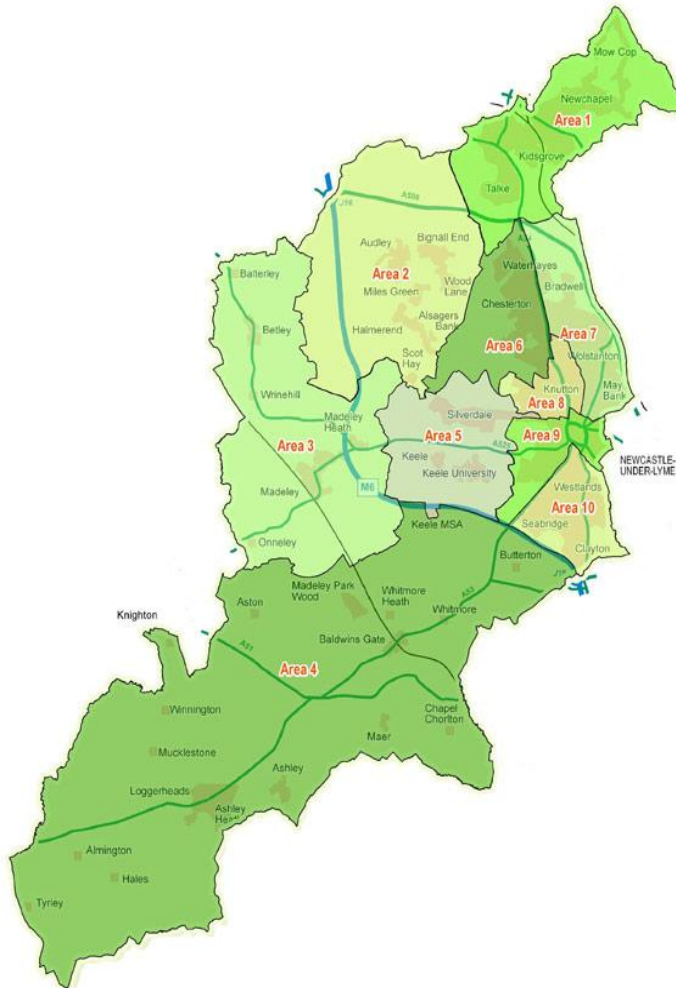 Mow Cop
Newchapel
Area 1
Kidsgrove
Talke
J16
A500
A34
Audley
Bignall End
Area 2
Wood
Lane
Miles Green
Alsagers
Bank
Halmerend
Scot
Hay
Waterhayes
Bradwell
Chesterton
Area 6
Area 7
Wolstanton
May
Bank
Balterley
Betley
Wrinehill
Madeley
Heath
Area 3
Madeley
Onneley
M6
Silverdale
Area 5
Keele
Keele University
A525
Knutton
Area 8
Area 9
NEWCASTLE-
UNDER-LYME
Westlands
Area 10
Seabridge
Clayton
Keele MSA
Butterton
J15
Madeley Park
Wood
Whitmore
Heath
Aston
Whitmore
A53
Knighton
Baldwins Gate
A51
Area 4
Winnington
Chapel
Chorlton
Maer
Mucklestone
Ashley
Loggerheads
Ashley
Heath
Almington
Hales
Tyrley